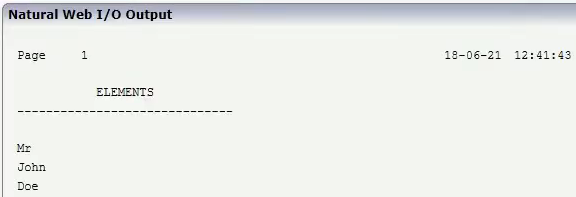 Natural Web I/O Output
Page 1 18-06-21 12:41:43
ELEMENTS
------------------------------
Mr
John
Doe